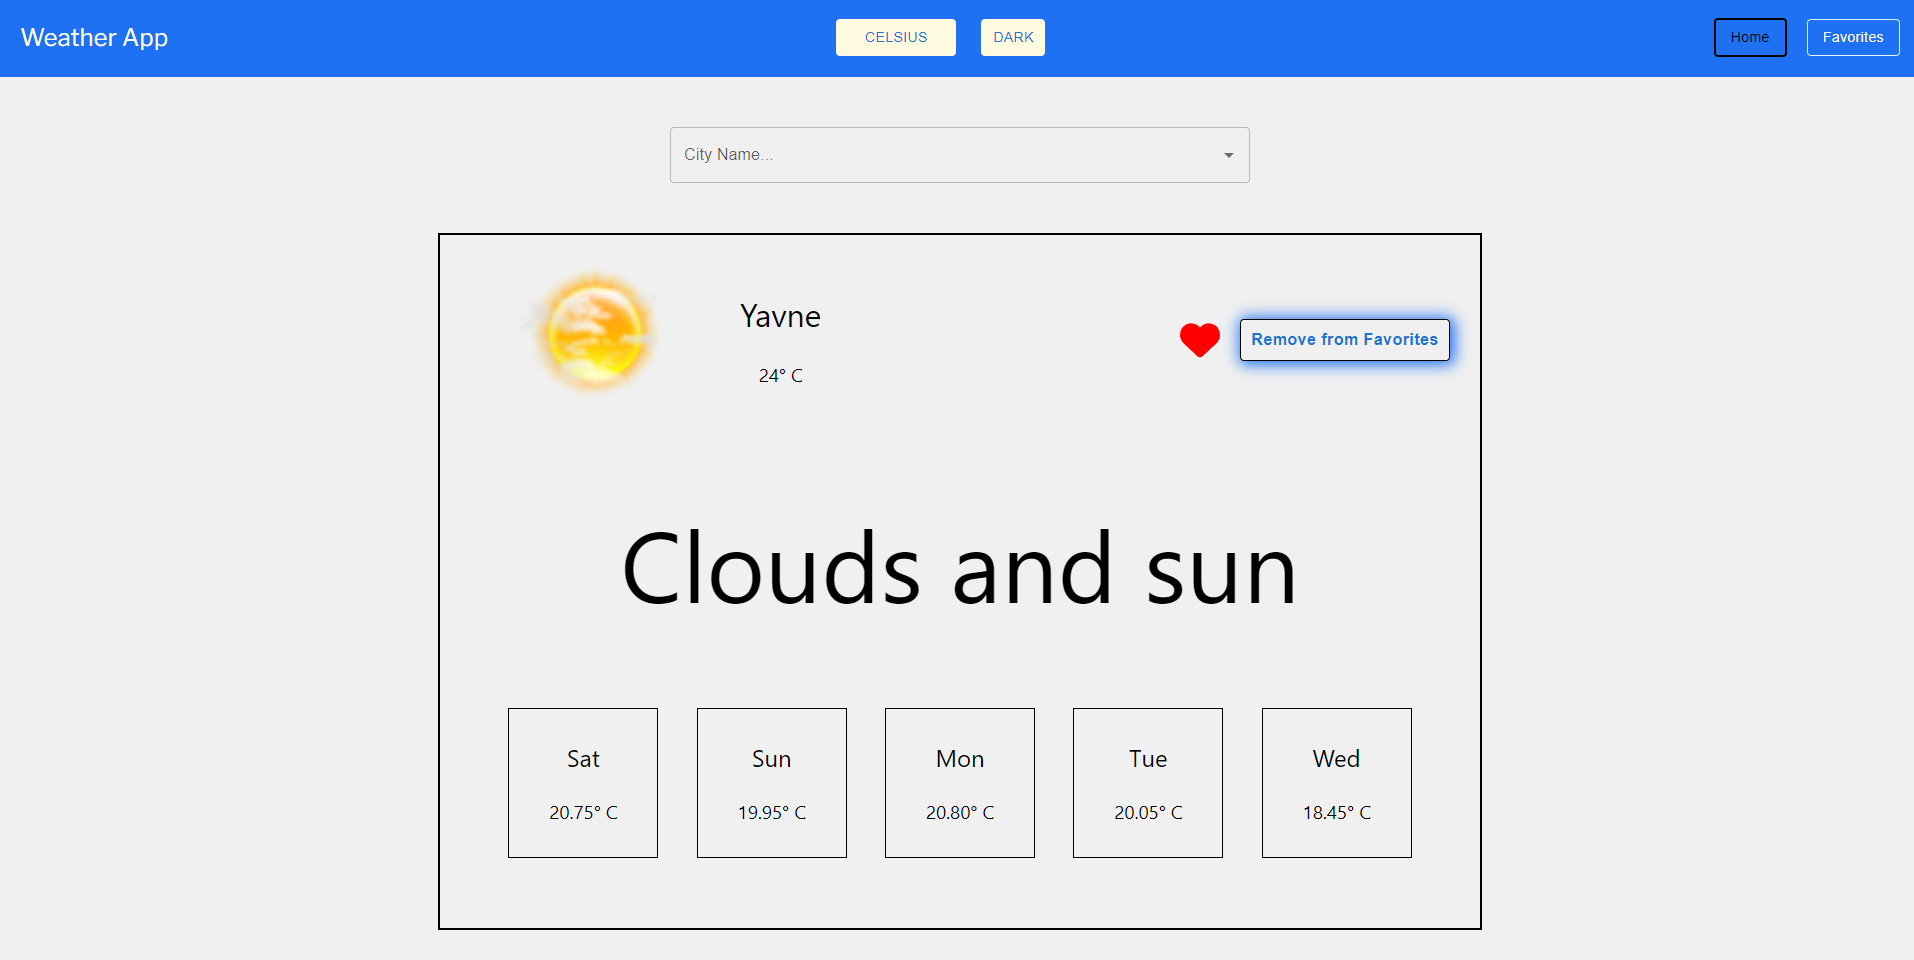 Weather App
CELSIUS
DARK
Home
Favorites
City Name...
Yavne
24° C
Remove from Favorites
Clouds and sun
Sat
20.75° C
Sun
19.95° C
Mon
20.80° C
Tue
20.05° C
Wed
18.45° C